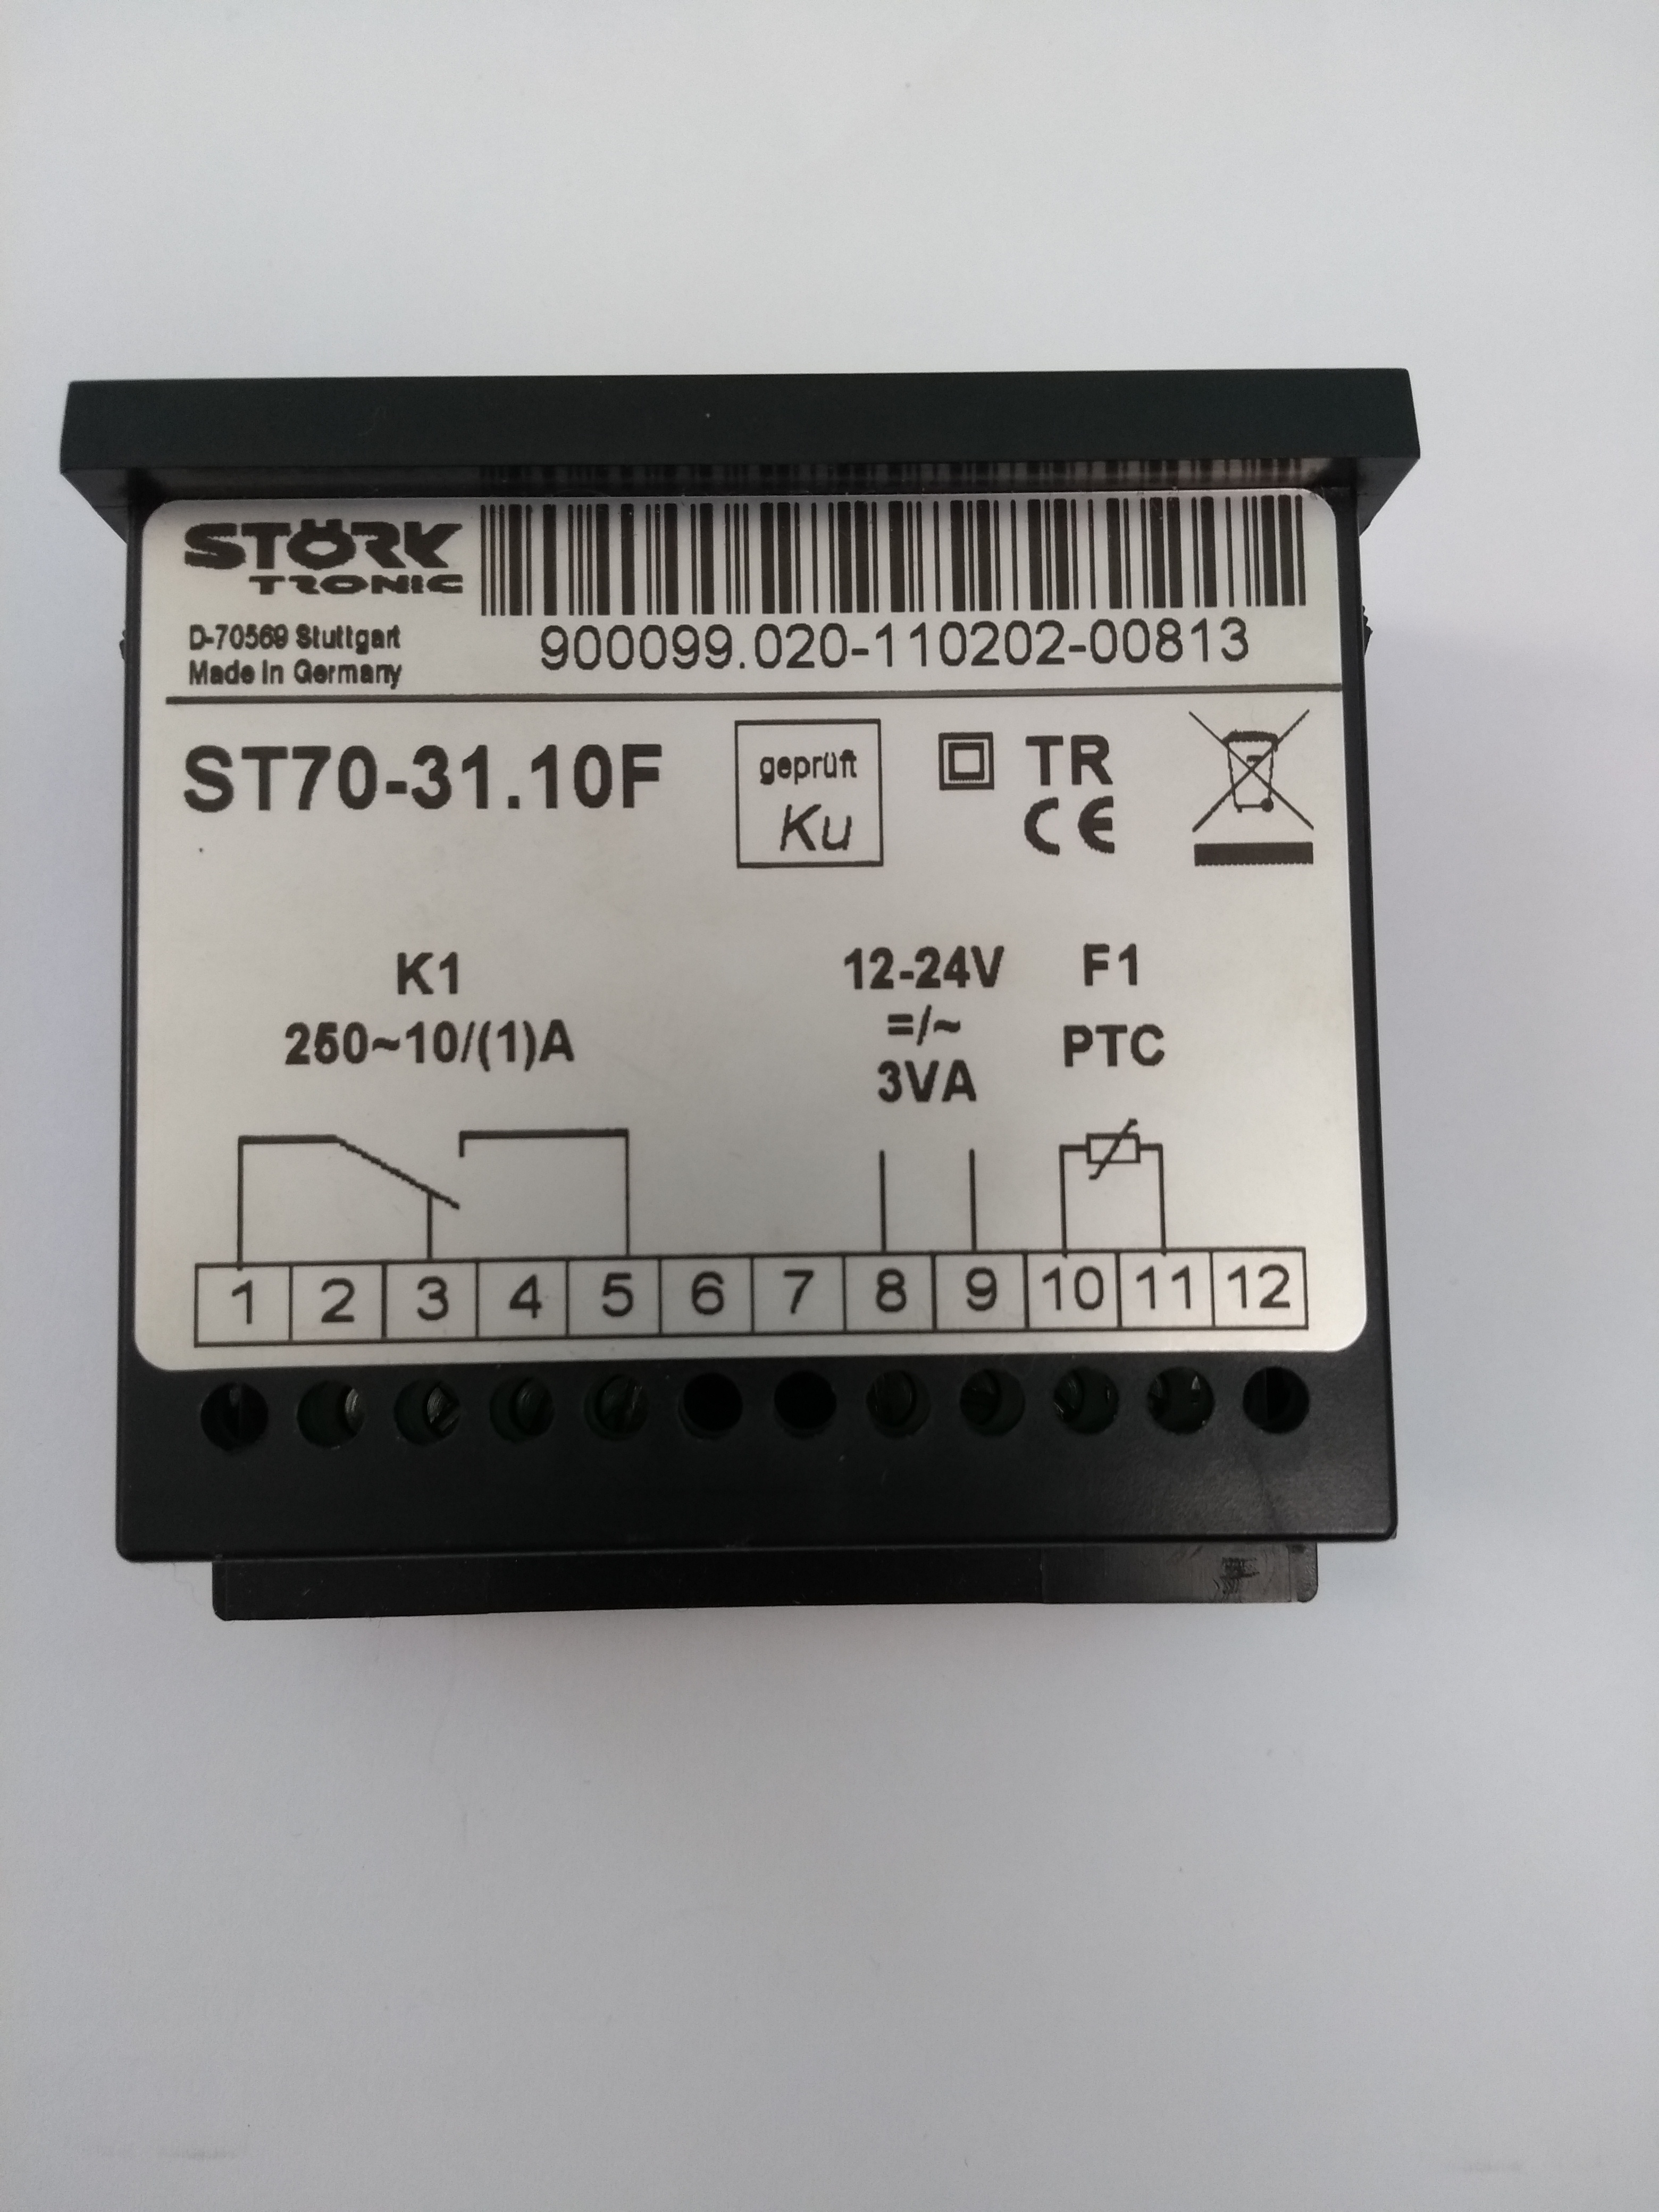 STÖRK
TRONIC
D-70569 Stuttgart
Made in Germany
900099.020-110202-00813
ST70-31.10F
geprüft
Ku
TR
CE
K1
250~10/(1)A
12-24V
=/~
3VA
F1
PTC
1 2 3 4 5 6 7 8 9 10 11 12